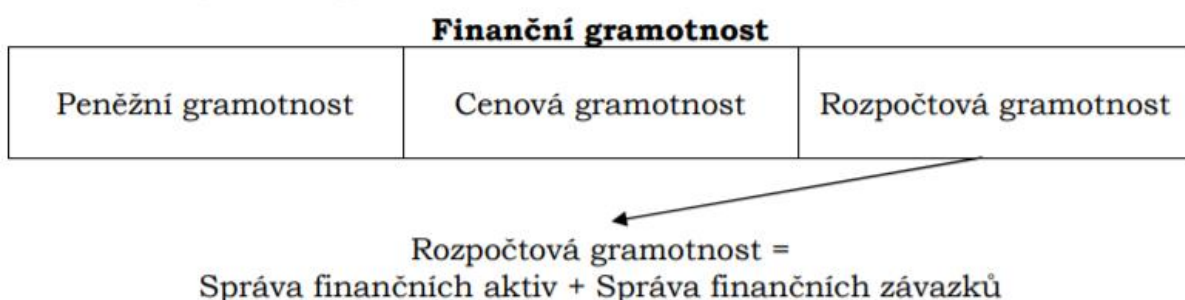 Finanční gramotnost
Peněžní gramotnost
Cenová gramotnost
Rozpočtová gramotnost
Rozpočtová gramotnost =
Správa finančních aktiv + Správa finančních závazků